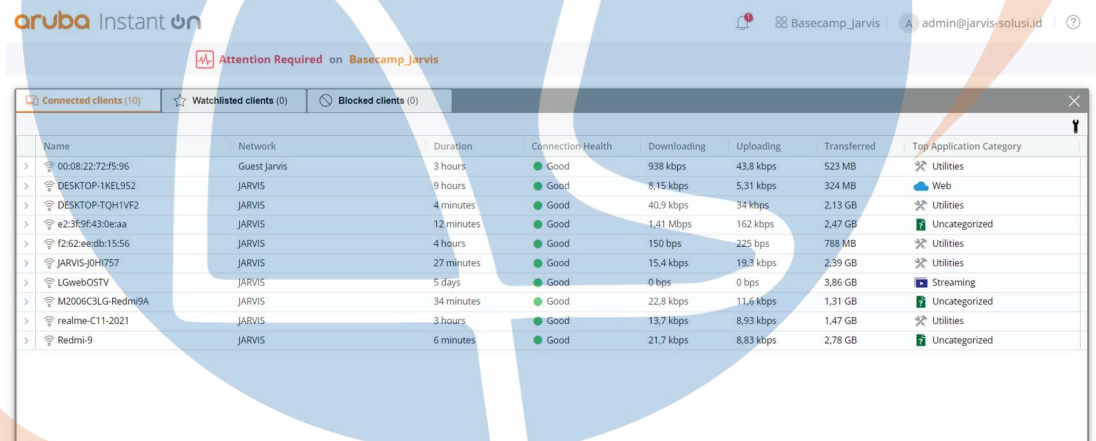 aruba Instant On
1
Basecamp_Jarvis
A admin@jarvis-solusi.id
?
Attention Required on Basecamp_Jarvis
Connected clients (10) Watchlisted clients (0) Blocked clients (0)
Name Network Duration Connection Health Downloading Uploading Transferred Top Application Category
00:08:22:72:f5:96 Guest Jarvis 3 hours Good 938 kbps 43,8 kbps 523 MB Utilities
DESKTOP-1KEL952 JARVIS 9 hours Good 8,15 kbps 5,31 kbps 324 MB Web
DESKTOP-TQH1VF2 JARVIS 4 minutes Good 40,9 kbps 34 kbps 2,13 GB Utilities
e2:3f:9f:43:0e:aa JARVIS 12 minutes Good 1,41 Mbps 162 kbps 2,47 GB Uncategorized
f2:62:ee:db:15:56 JARVIS 4 hours Good 150 bps 225 bps 788 MB Utilities
JARVIS-J0HI757 JARVIS 27 minutes Good 15,4 kbps 19,3 kbps 2,39 GB Utilities
LGwebOSTV JARVIS 5 days Good 0 bps 0 bps 3,86 GB Streaming
M2006C3LG-Redmi9A JARVIS 34 minutes Good 22,8 kbps 11,6 kbps 1,31 GB Uncategorized
realme-C11-2021 JARVIS 3 hours Good 13,7 kbps 8,93 kbps 1,47 GB Utilities
Redmi-9 JARVIS 6 minutes Good 21,7 kbps 8,83 kbps 2,78 GB Uncategorized